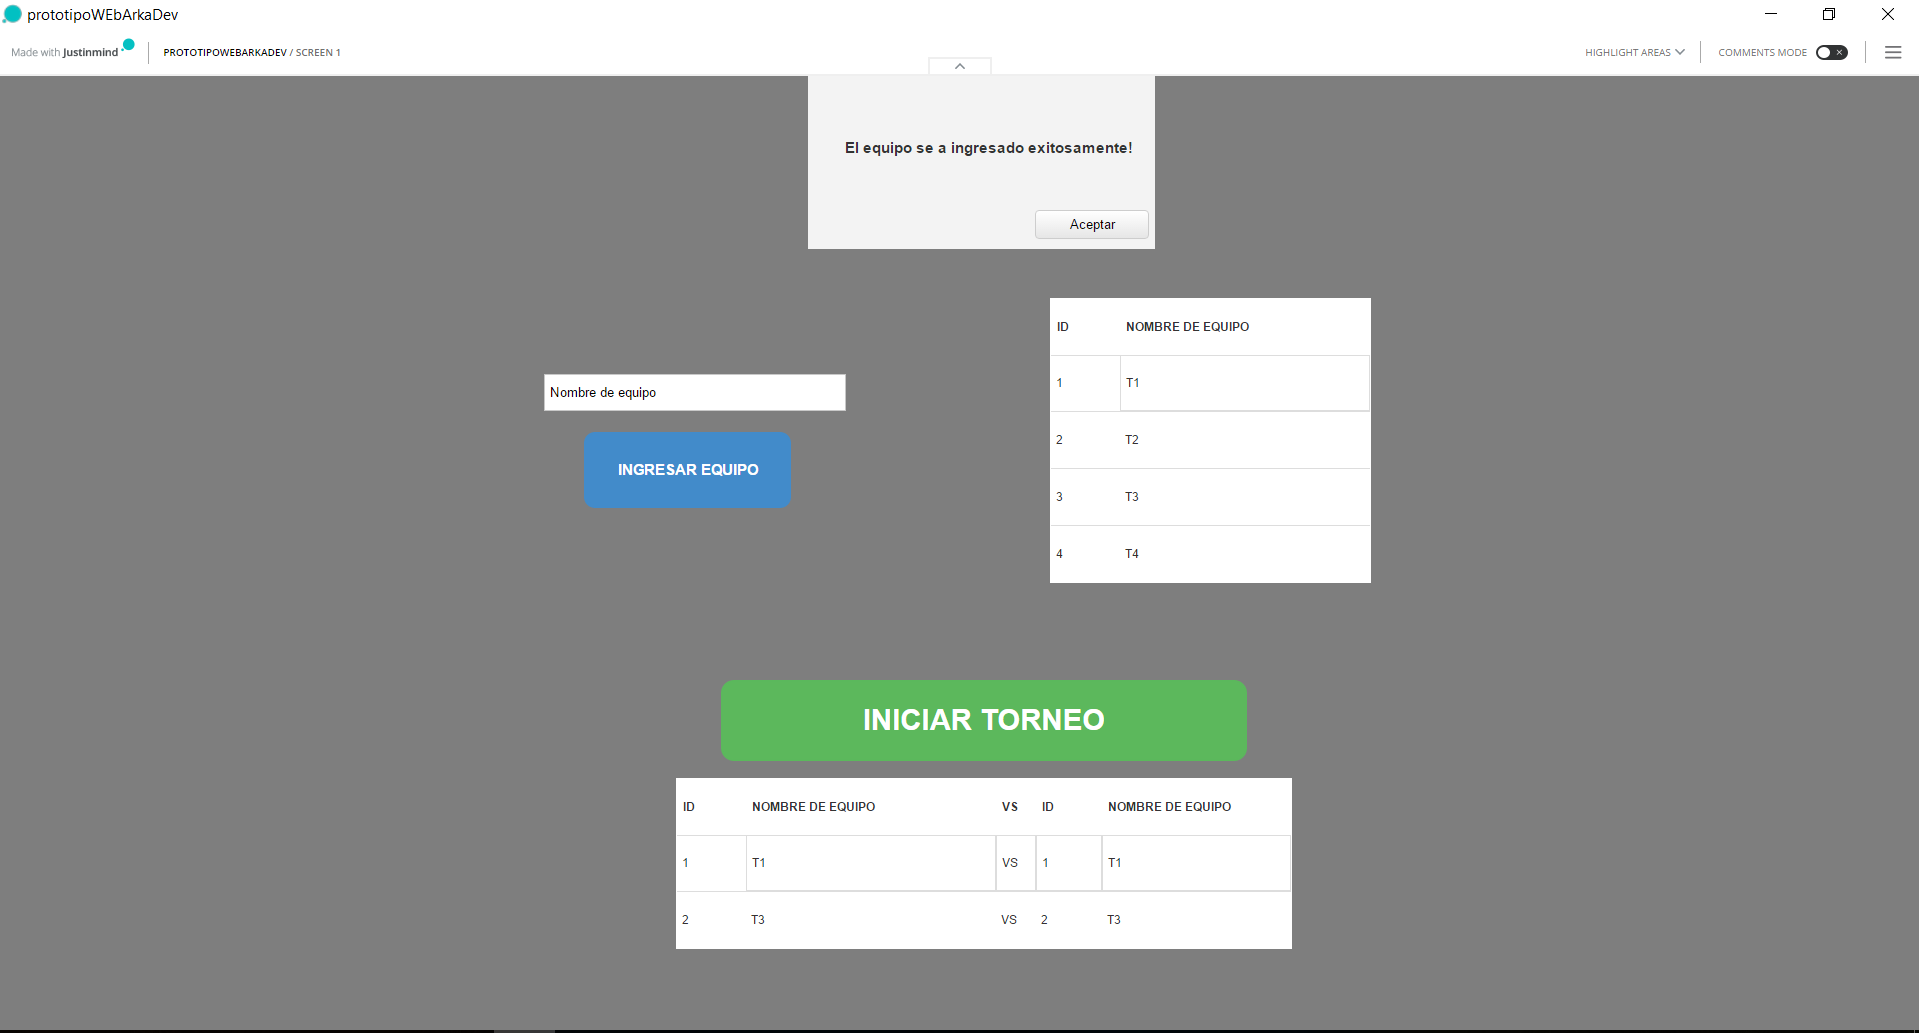 prototipoWEbArkaDev
Made with Justinmind
PROTOTIPOWEBARKADEV / SCREEN 1
HIGHLIGHT AREAS
COMMENTS MODE
El equipo se a ingresado exitosamente!
Aceptar
Nombre de equipo
INGRESAR EQUIPO
ID NOMBRE DE EQUIPO
1 T1
2 T2
3 T3
4 T4
INICIAR TORNEO
ID NOMBRE DE EQUIPO VS ID NOMBRE DE EQUIPO
1 T1 VS 1 T1
2 T3 VS 2 T3